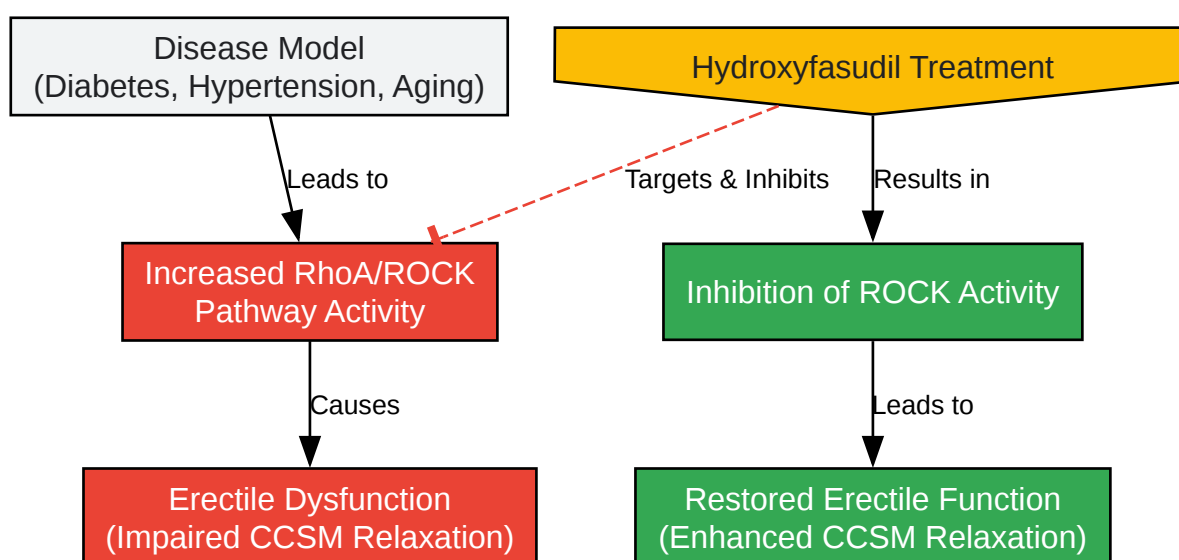 Disease Model
(Diabetes, Hypertension, Aging)
Hydroxyfasudil Treatment
Leads to
Targets & Inhibits
Results in
Increased RhoA/ROCK
Pathway Activity
Inhibition of ROCK Activity
Causes
Leads to
Erectile Dysfunction
(Impaired CCSM Relaxation)
Restored Erectile Function
(Enhanced CCSM Relaxation)